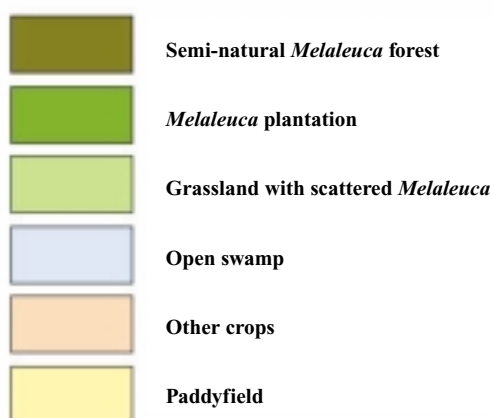 Semi-natural Melaleuca forest
Melaleuca plantation
Grassland with scattered Melaleuca
Open swamp
Other crops
Paddyfield